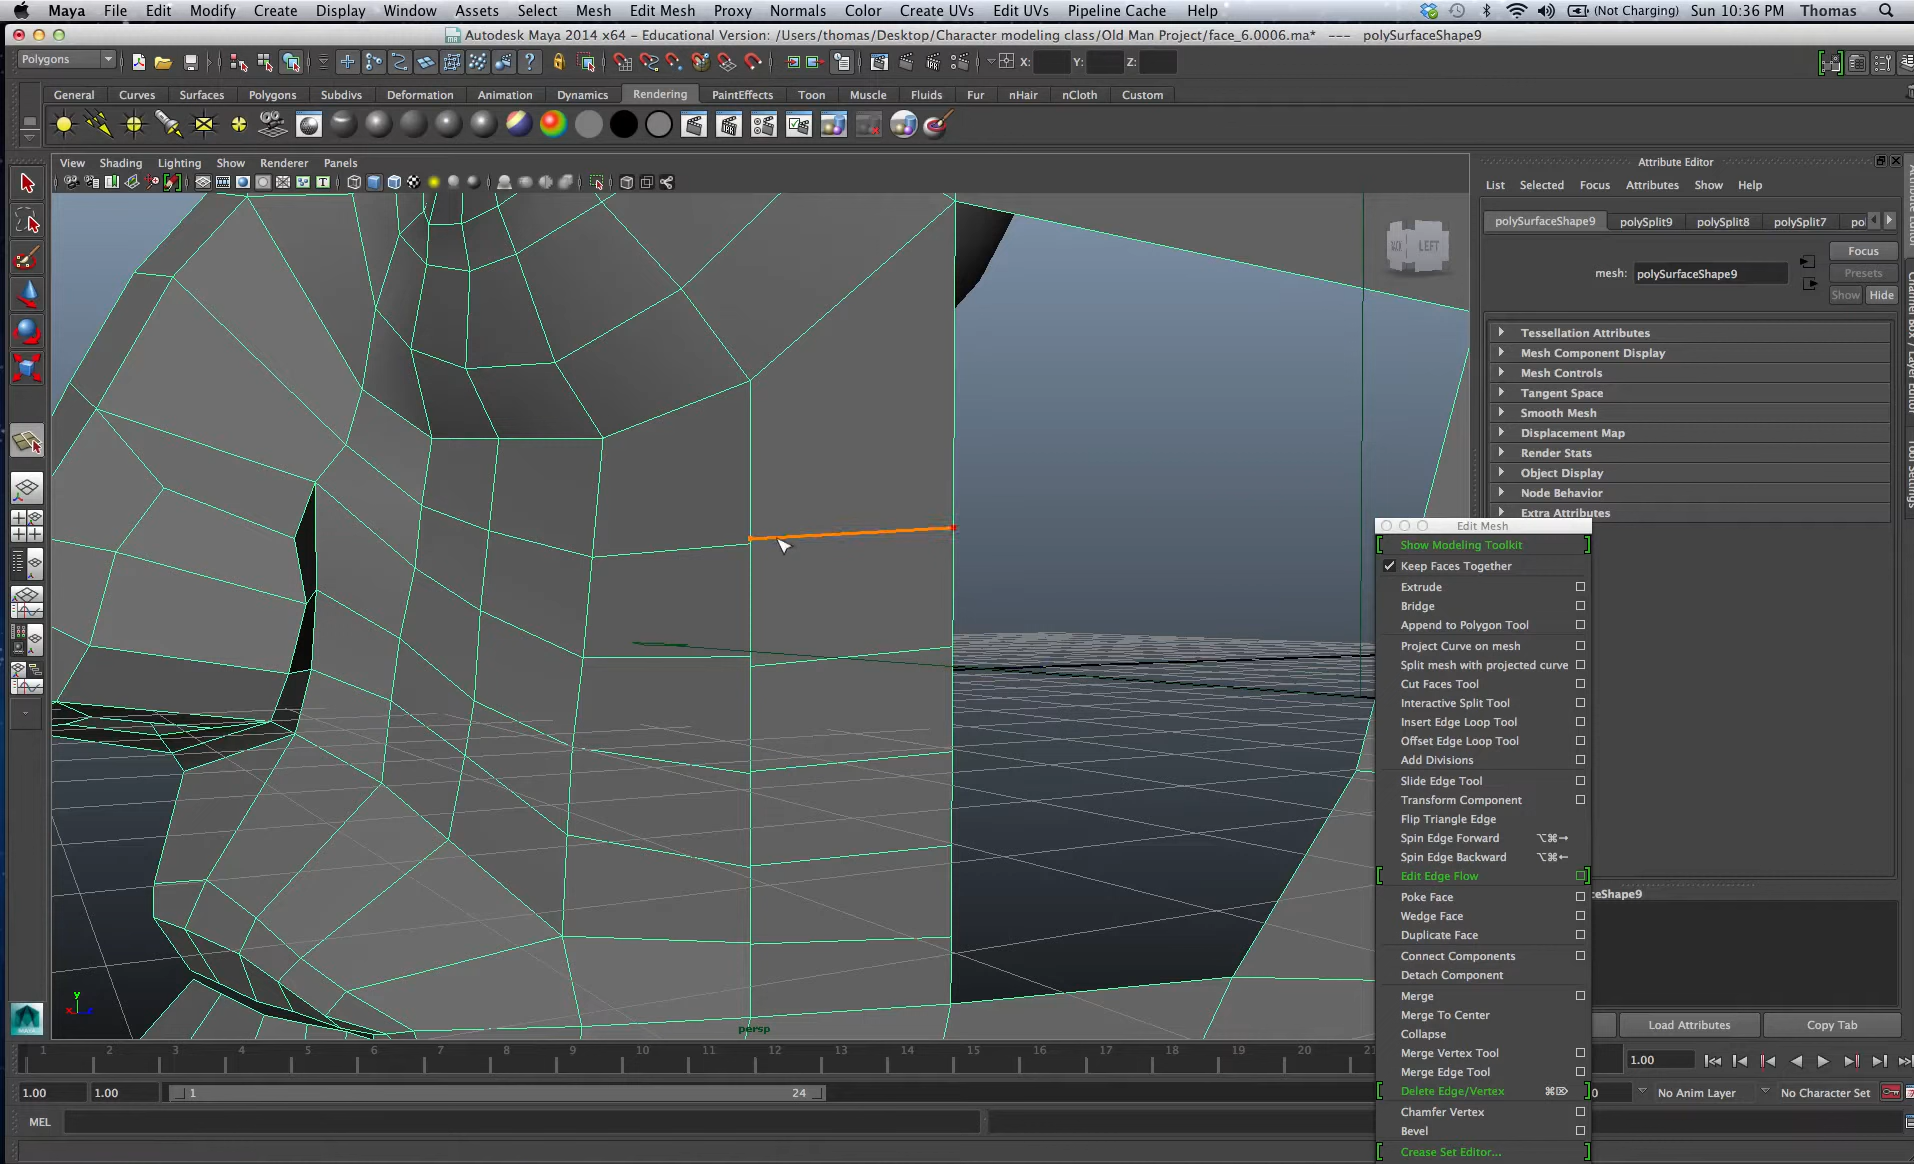 Maya File Edit Modify Create Display Window Assets Select Mesh Edit Mesh Proxy Normals Color Create UVs Edit UVs Pipeline Cache Help (Not Charging) Sun 10:36 PM Thomas
Autodesk Maya 2014 x64 - Educational Version: /Users/thomas/Desktop/Character modeling class/Old Man Project/face_6.0006.ma* --- polySurfaceShape9
Polygons X: Y: Z:
General Curves Surfaces Polygons Subdivs Deformation Animation Dynamics Rendering PaintEffects Toon Muscle Fluids Fur nHair nCloth Custom
View Shading Lighting Show Renderer Panels
Attribute Editor
List Selected Focus Attributes Show Help
polySurfaceShape9 polySplit9 polySplit8 polySplit7 po
Focus
mesh: polySurfaceShape9
Presets
Show Hide
LEFT
Tessellation Attributes
Mesh Component Display
Mesh Controls
Tangent Space
Smooth Mesh
Displacement Map
Render Stats
Object Display
Node Behavior
Extra Attributes
Edit Mesh
Show Modeling Toolkit
Keep Faces Together
Extrude
Bridge
Append to Polygon Tool
Project Curve on mesh
Split mesh with projected curve
Cut Faces Tool
Interactive Split Tool
Insert Edge Loop Tool
Offset Edge Loop Tool
Add Divisions
Slide Edge Tool
Transform Component
Flip Triangle Edge
Spin Edge Forward ⌥⌘→
Spin Edge Backward ⌥⌘←
Edit Edge Flow
Poke Face
Wedge Face
Duplicate Face
Connect Components
Detach Component
Merge
Merge To Center
Collapse
Merge Vertex Tool
Merge Edge Tool
Delete Edge/Vertex ⌘⌦
Chamfer Vertex
Bevel
Crease Set Editor...
eShape9
Load Attributes Copy Tab
y
x z
persp
1 2 3 4 5 6 7 8 9 10 11 12 13 14 15 16 17 18 19 20 21
1.00
1.00 1.00 1 24 0 No Anim Layer No Character Set
MEL